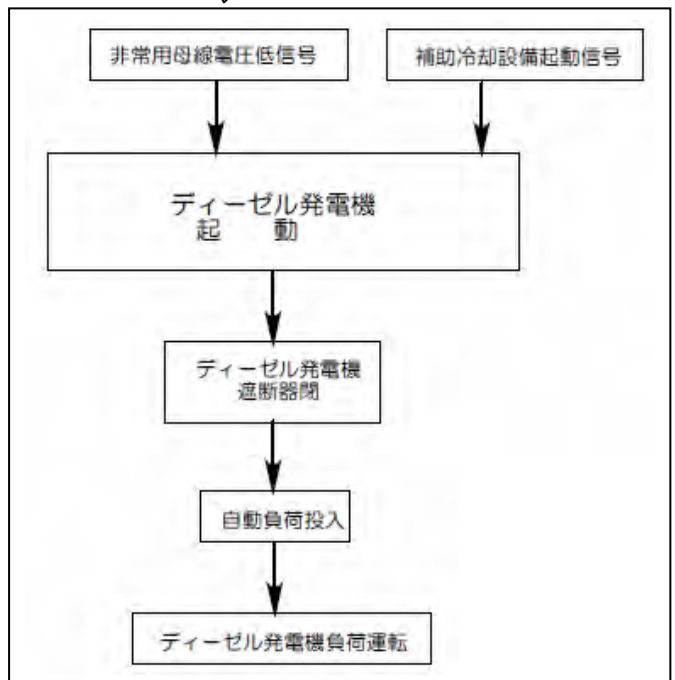 非常用母線電圧低信号
補助冷却設備起動信号
ディーゼル発電機
起 動
ディーゼル発電機
遮断器閉
自動負荷投入
ディーゼル発電機負荷運転